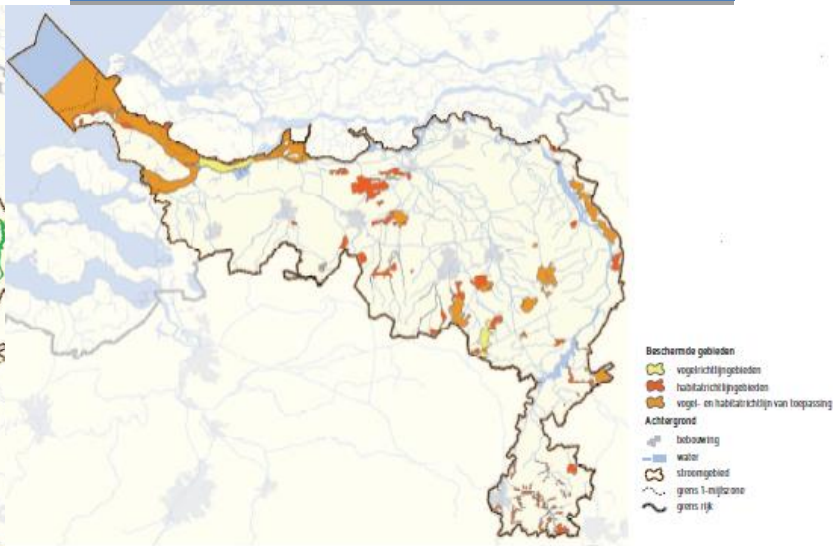 Beschermde gebieden
vogelrichtlijngebieden
habitatrichtlijngebieden
vogel- en habitatrichtlijn van toepassing
Achtergrond
bebouwing
water
stroomgebied
grens 1-mijlszone
grens rijk